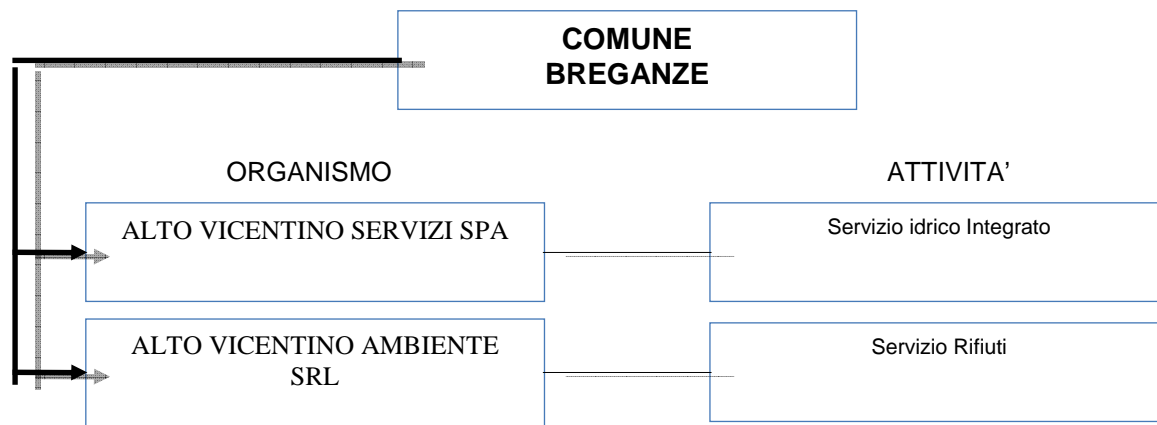 COMUNE
BREGANZE
ORGANISMO
ATTIVITA’
ALTO VICENTINO SERVIZI SPA
Servizio idrico Integrato
ALTO VICENTINO AMBIENTE
SRL
Servizio Rifiuti